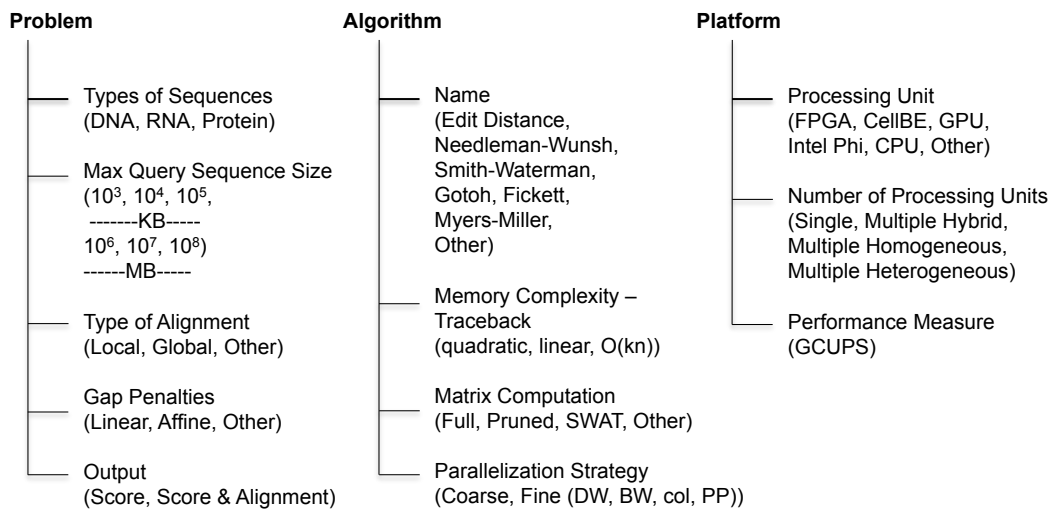 Problem
Types of Sequences
(DNA, RNA, Protein)
Max Query Sequence Size
(10³, 10⁴, 10⁵,
-------KB-----
10⁶, 10⁷, 10⁸)
------MB-----
Type of Alignment
(Local, Global, Other)
Gap Penalties
(Linear, Affine, Other)
Output
(Score, Score & Alignment)
Algorithm
Name
(Edit Distance,
Needleman-Wunsh,
Smith-Waterman,
Gotoh, Fickett,
Myers-Miller,
Other)
Memory Complexity –
Traceback
(quadratic, linear, O(kn))
Matrix Computation
(Full, Pruned, SWAT, Other)
Parallelization Strategy
(Coarse, Fine (DW, BW, col, PP))
Platform
Processing Unit
(FPGA, CellBE, GPU,
Intel Phi, CPU, Other)
Number of Processing Units
(Single, Multiple Hybrid,
Multiple Homogeneous,
Multiple Heterogeneous)
Performance Measure
(GCUPS)